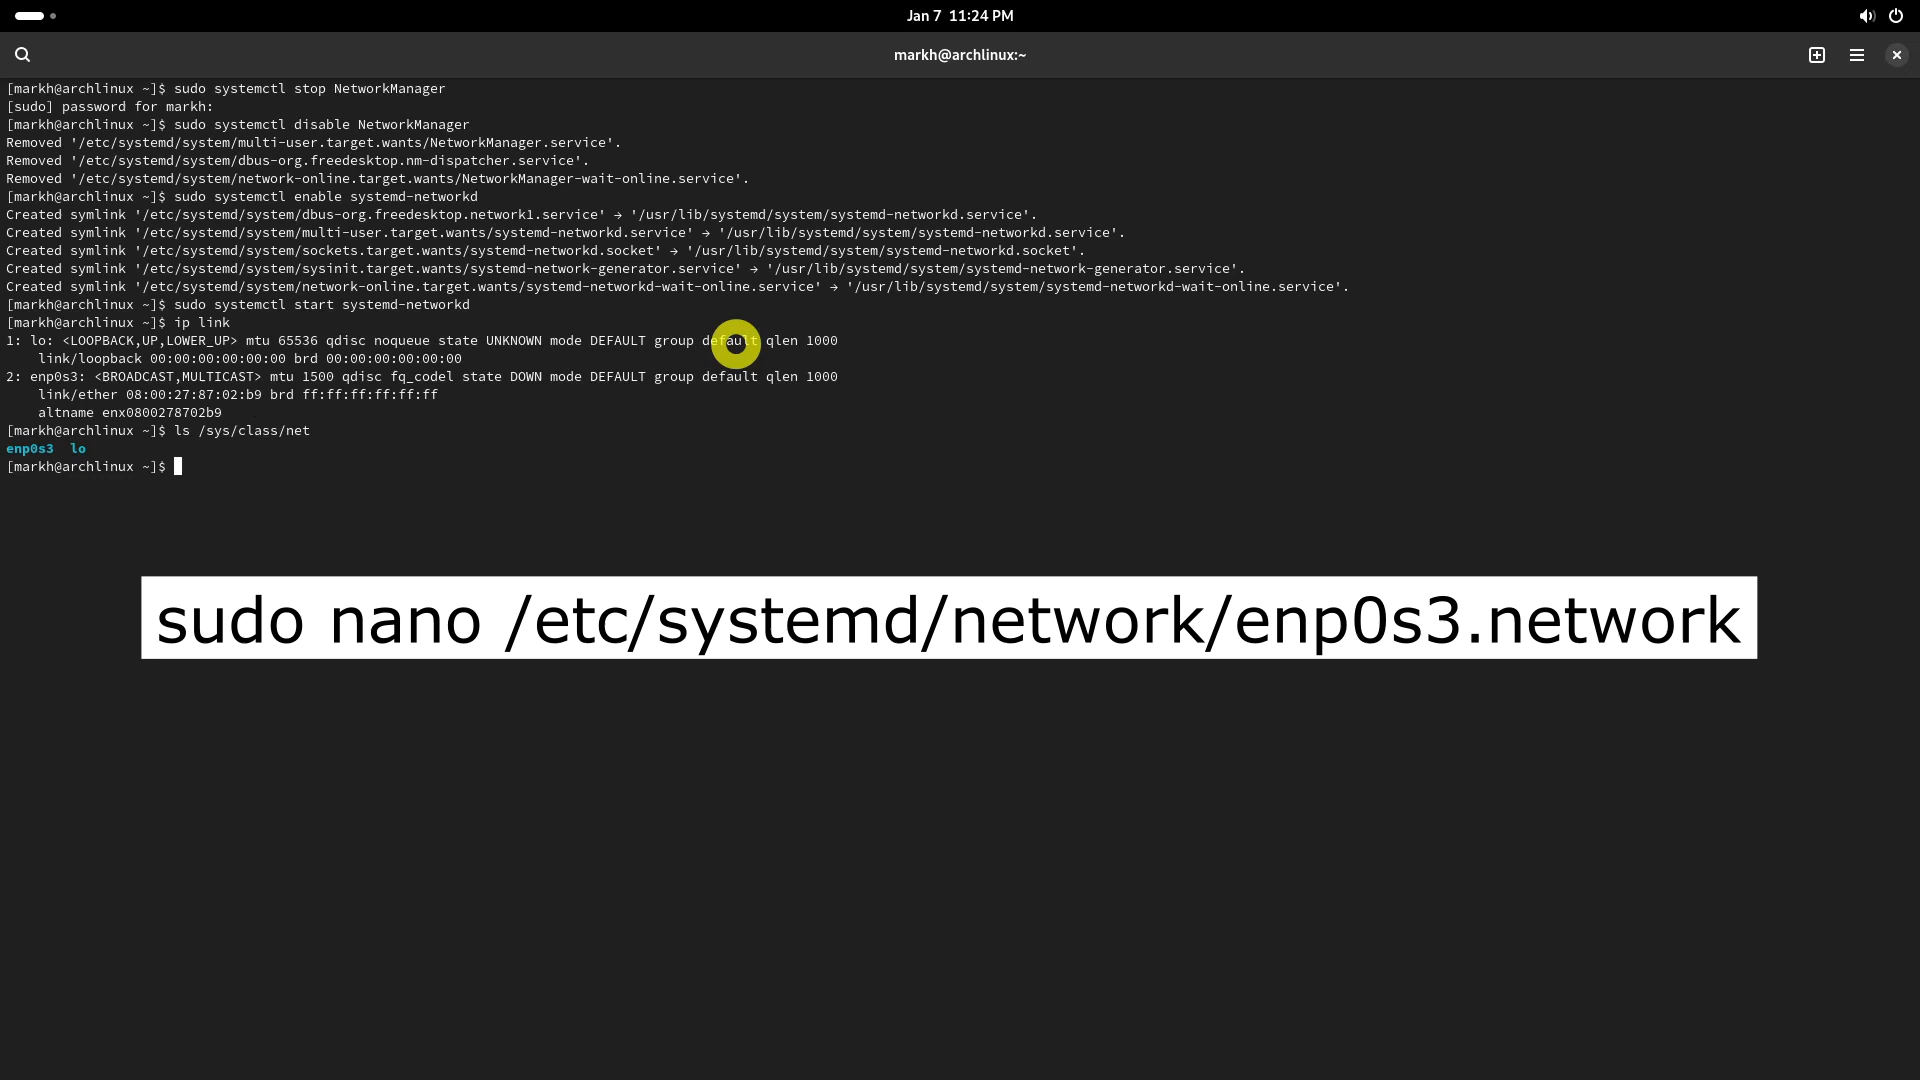 Jan 7 11:24 PM
markh@archlinux:~
[markh@archlinux ~]$ sudo systemctl stop NetworkManager
[sudo] password for markh:
[markh@archlinux ~]$ sudo systemctl disable NetworkManager
Removed '/etc/systemd/system/multi-user.target.wants/NetworkManager.service'.
Removed '/etc/systemd/system/dbus-org.freedesktop.nm-dispatcher.service'.
Removed '/etc/systemd/system/network-online.target.wants/NetworkManager-wait-online.service'.
[markh@archlinux ~]$ sudo systemctl enable systemd-networkd
Created symlink '/etc/systemd/system/dbus-org.freedesktop.network1.service' → '/usr/lib/systemd/system/systemd-networkd.service'.
Created symlink '/etc/systemd/system/multi-user.target.wants/systemd-networkd.service' → '/usr/lib/systemd/system/systemd-networkd.service'.
Created symlink '/etc/systemd/system/sockets.target.wants/systemd-networkd.socket' → '/usr/lib/systemd/system/systemd-networkd.socket'.
Created symlink '/etc/systemd/system/sysinit.target.wants/systemd-network-generator.service' → '/usr/lib/systemd/system/systemd-network-generator.service'.
Created symlink '/etc/systemd/system/network-online.target.wants/systemd-networkd-wait-online.service' → '/usr/lib/systemd/system/systemd-networkd-wait-online.service'.
[markh@archlinux ~]$ sudo systemctl start systemd-networkd
[markh@archlinux ~]$ ip link
1: lo: <LOOPBACK,UP,LOWER_UP> mtu 65536 qdisc noqueue state UNKNOWN mode DEFAULT group default qlen 1000
    link/loopback 00:00:00:00:00:00 brd 00:00:00:00:00:00
2: enp0s3: <BROADCAST,MULTICAST> mtu 1500 qdisc fq_codel state DOWN mode DEFAULT group default qlen 1000
    link/ether 08:00:27:87:02:b9 brd ff:ff:ff:ff:ff:ff
    altname enx0800278702b9
[markh@archlinux ~]$ ls /sys/class/net
enp0s3  lo
[markh@archlinux ~]$
sudo nano /etc/systemd/network/enp0s3.network